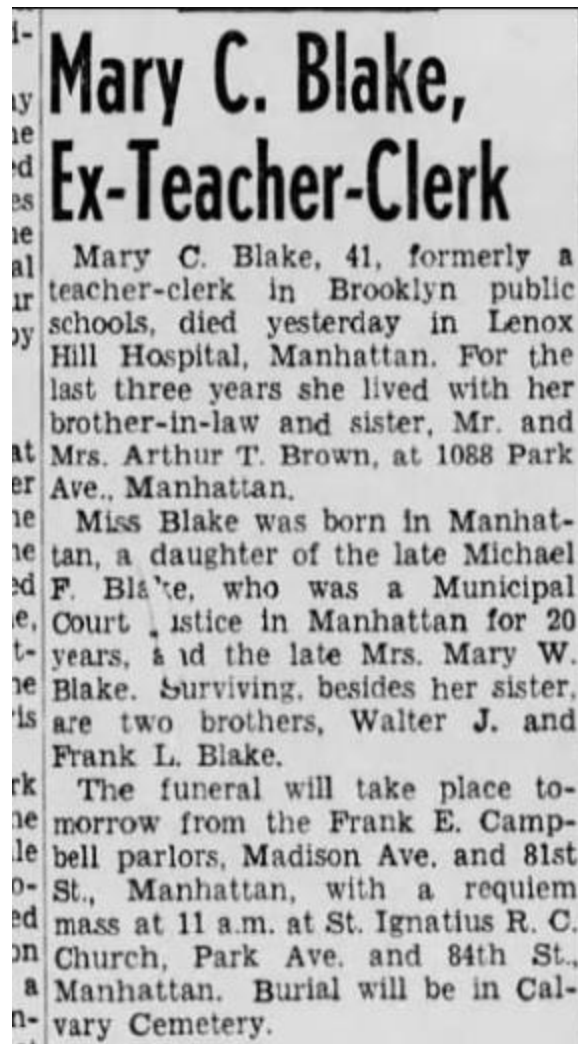 Mary C. Blake,
Ex-Teacher-Clerk
Mary C. Blake, 41, formerly a
teacher-clerk in Brooklyn public
schools, died yesterday in Lenox
Hill Hospital, Manhattan. For the
last three years she lived with her
brother-in-law and sister, Mr. and
Mrs. Arthur T. Brown, at 1088 Park
Ave., Manhattan.
Miss Blake was born in Manhat-
tan, a daughter of the late Michael
F. Blake, who was a Municipal
Court Justice in Manhattan for 20
years, and the late Mrs. Mary W.
Blake. Surviving, besides her sister,
are two brothers, Walter J. and
Frank L. Blake.
The funeral will take place to-
morrow from the Frank E. Camp-
bell parlors, Madison Ave. and 81st
St., Manhattan, with a requiem
mass at 11 a.m. at St. Ignatius R. C.
Church, Park Ave. and 84th St.,
Manhattan. Burial will be in Cal-
vary Cemetery.